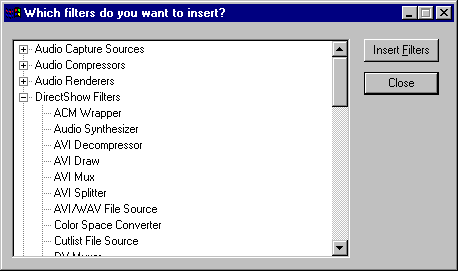 Which filters do you want to insert?
Audio Capture Sources
Audio Compressors
Audio Renderers
DirectShow Filters
ACM Wrapper
Audio Synthesizer
AVI Decompressor
AVI Draw
AVI Mux
AVI Splitter
AVI/WAV File Source
Color Space Converter
Cutlist File Source
DV Muxer
Insert Filters
Close